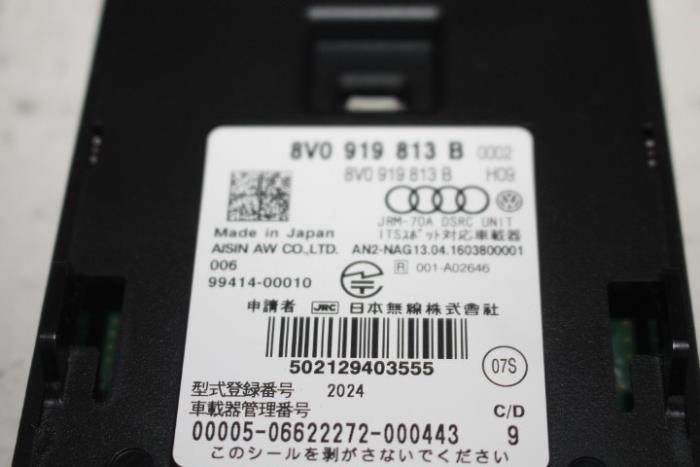 8V0 919 813 B 0002
8V0 919 813 B H09
JRM-70A DSRC UNIT
Made in Japan ITSスポット対応車載器
AISIN AW CO.,LTD. AN2-NAG13.04.1603800001
006 R 001-A02646
99414-00010
申請者 JRC 日本無線株式會社
502129403555
07S
型式登録番号 2024
車載器管理番号 C/D
00005-06622272-000443 9
このシールを剥がさないでください